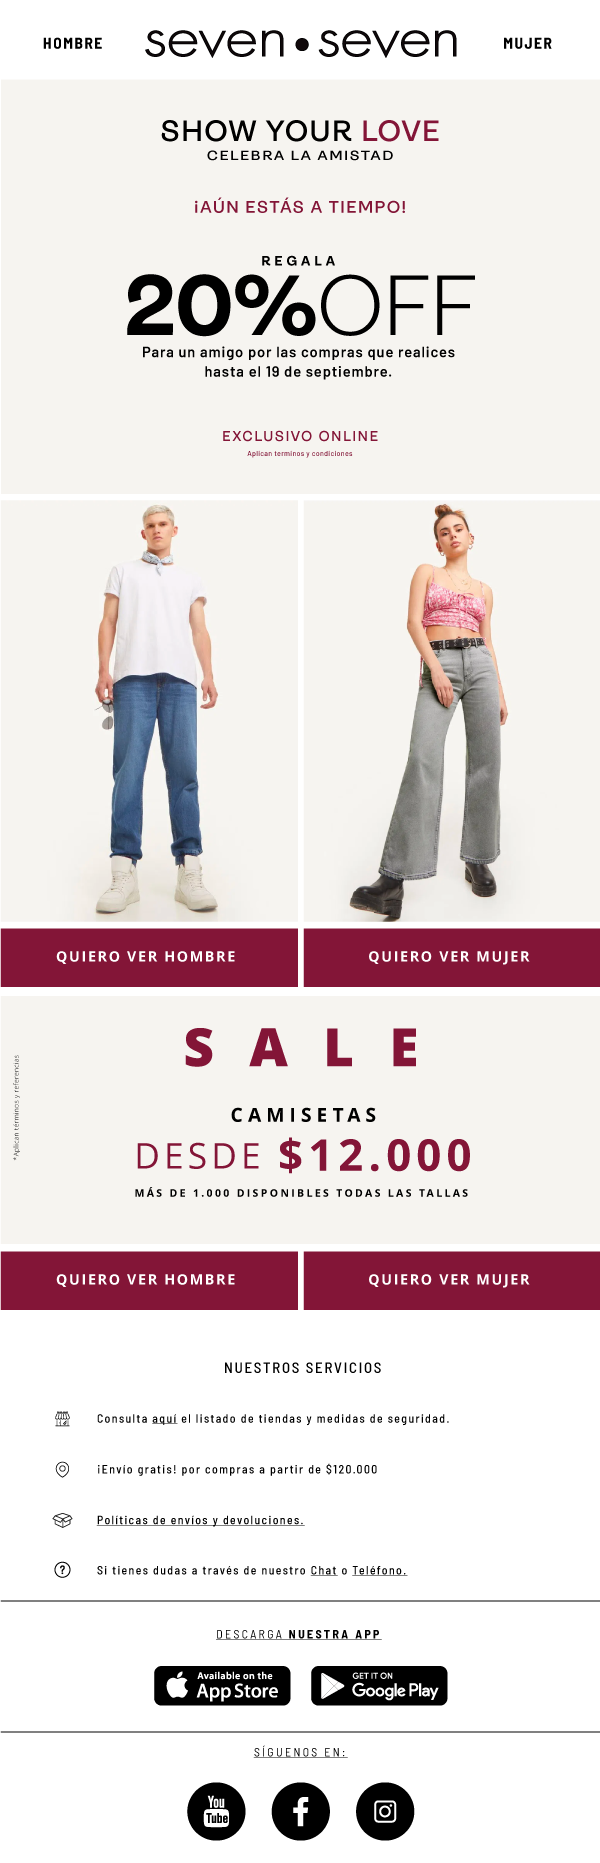 HOMBRE
seven•seven
MUJER
SHOW YOUR LOVE
CELEBRA LA AMISTAD
¡AÚN ESTÁS A TIEMPO!
REGALA
20%OFF
Para un amigo por las compras que realices
hasta el 19 de septiembre.
EXCLUSIVO ONLINE
Aplican terminos y condiciones
QUIERO VER HOMBRE
QUIERO VER MUJER
*Aplican términos y referencias
SALE
CAMISETAS
DESDE $12.000
MÁS DE 1.000 DISPONIBLES TODAS LAS TALLAS
QUIERO VER HOMBRE
QUIERO VER MUJER
NUESTROS SERVICIOS
Consulta aquí el listado de tiendas y medidas de seguridad.
¡Envío gratis! por compras a partir de $120.000
Políticas de envíos y devoluciones.
?
Si tienes dudas a través de nuestro Chat o Teléfono.
DESCARGA NUESTRA APP
Available on the
App Store
GET IT ON
Google Play
SÍGUENOS EN:
You
Tube
f